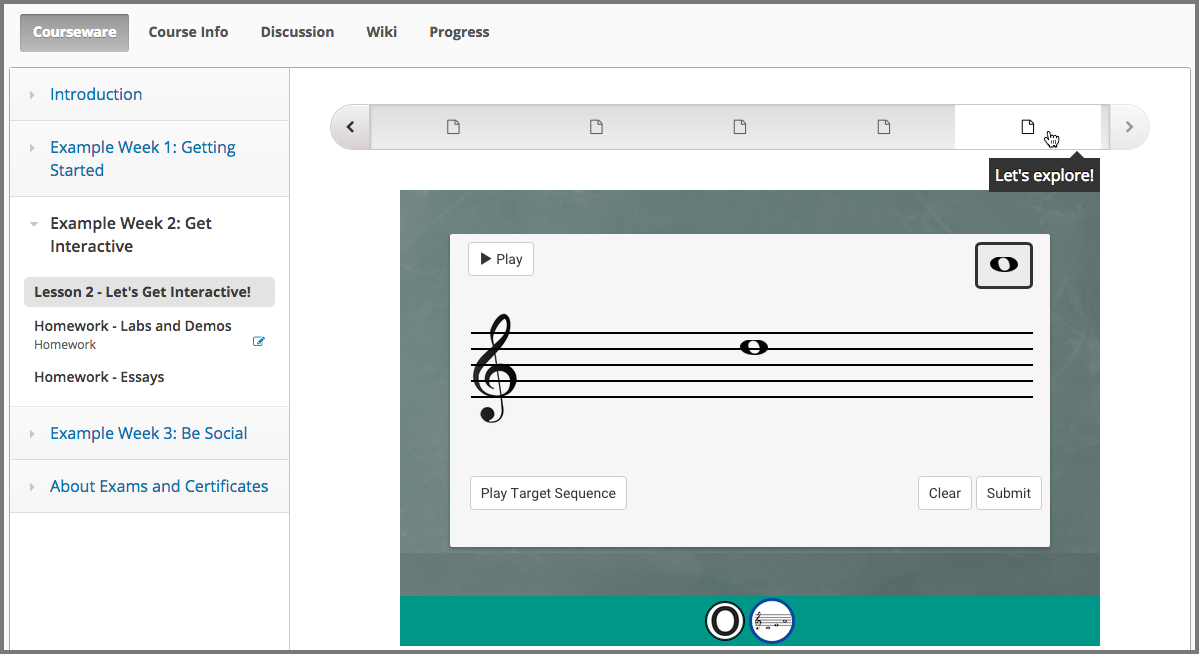 Courseware
Course Info
Discussion
Wiki
Progress
Introduction
Example Week 1: Getting
Started
Example Week 2: Get
Interactive
Lesson 2 - Let's Get Interactive!
Homework - Labs and Demos
Homework
Homework - Essays
Example Week 3: Be Social
About Exams and Certificates
Let's explore!
Play
Play Target Sequence
Clear
Submit
O